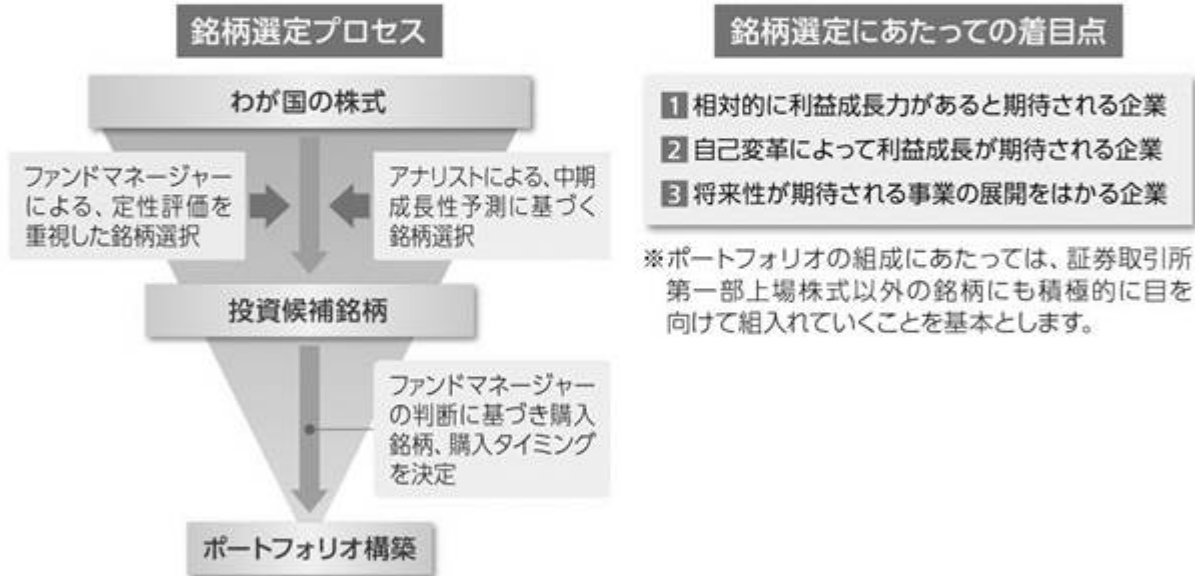 銘柄選定プロセス
わが国の株式
ファンドマネージャー
による、定性評価を
重視した銘柄選択
アナリストによる、中期
成長性予測に基づく
銘柄選択
投資候補銘柄
ファンドマネージャー
の判断に基づき購入
銘柄、購入タイミング
を決定
ポートフォリオ構築
銘柄選定にあたっての着目点
1 相対的に利益成長力があると期待される企業
2 自己変革によって利益成長が期待される企業
3 将来性が期待される事業の展開をはかる企業
※ポートフォリオの組成にあたっては、証券取引所
第一部上場株式以外の銘柄にも積極的に目を
向けて組入れていくことを基本とします。